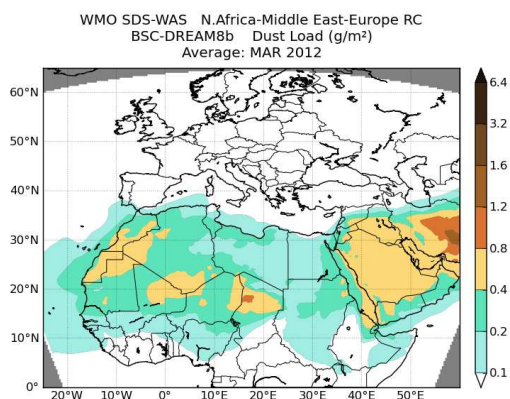 WMO SDS-WAS   N.Africa-Middle East-Europe RC
BSC-DREAM8b    Dust Load (g/m²)
Average: MAR 2012
60°N
50°N
40°N
30°N
20°N
10°N
0°
20°W 10°W 0° 10°E 20°E 30°E 40°E 50°E
6.4
3.2
1.6
1.2
0.8
0.4
0.2
0.1